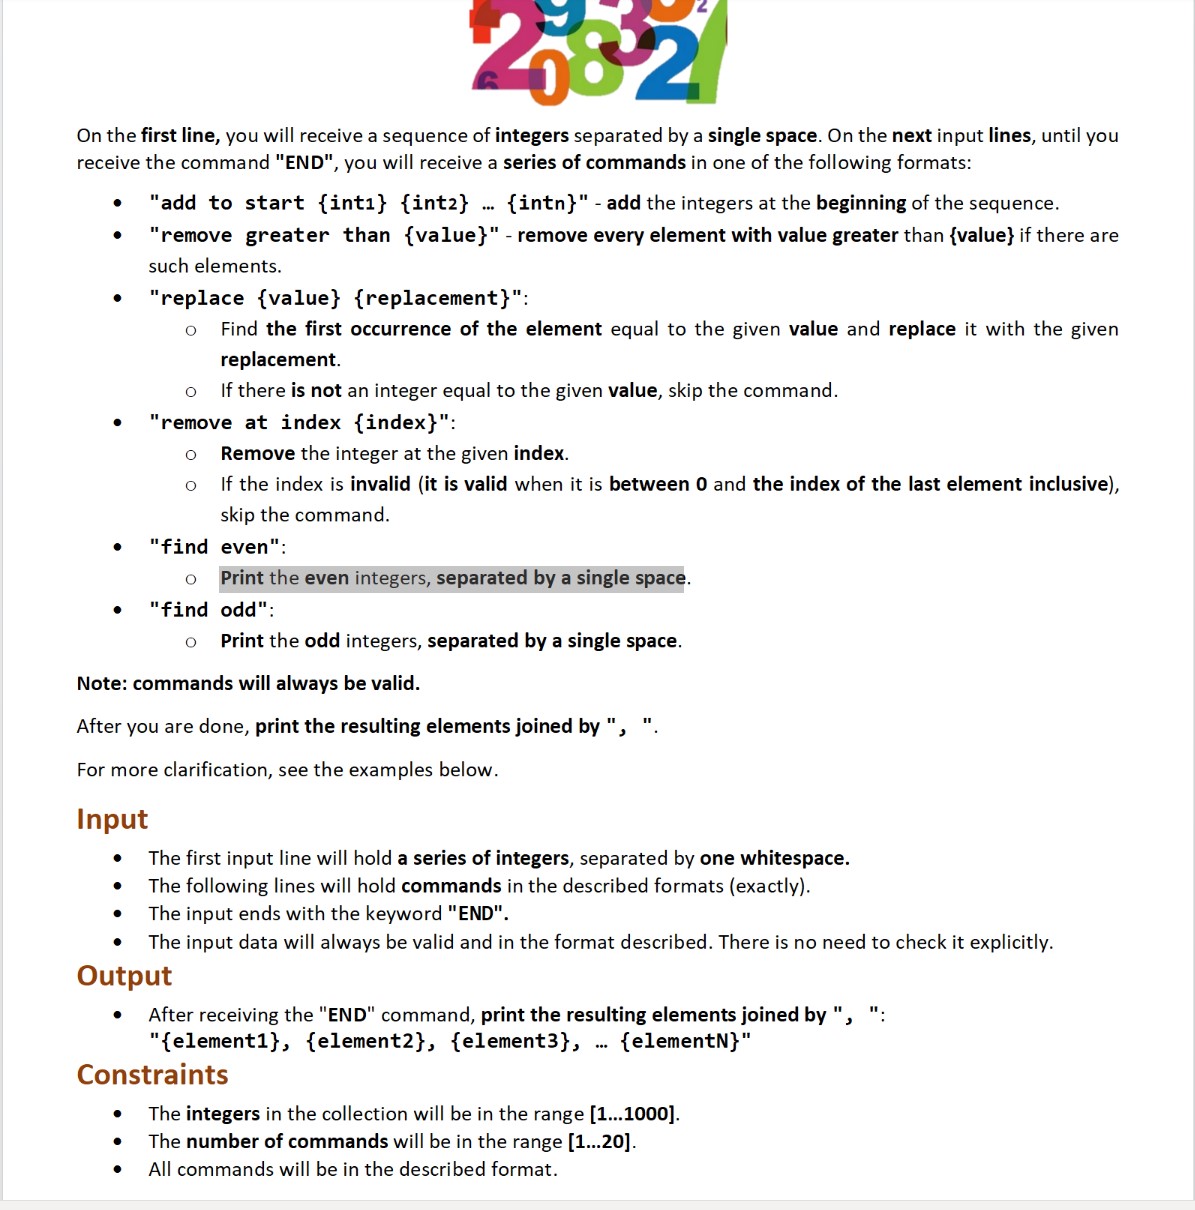 On the first line, you will receive a sequence of integers separated by a single space. On the next input lines, until you
receive the command "END", you will receive a series of commands in one of the following formats:
• "add to start {int1} {int2} … {intn}" - add the integers at the beginning of the sequence.
• "remove greater than {value}" - remove every element with value greater than {value} if there are
such elements.
• "replace {value} {replacement}":
o Find the first occurrence of the element equal to the given value and replace it with the given
replacement.
o If there is not an integer equal to the given value, skip the command.
• "remove at index {index}":
o Remove the integer at the given index.
o If the index is invalid (it is valid when it is between 0 and the index of the last element inclusive),
skip the command.
• "find even":
o Print the even integers, separated by a single space.
• "find odd":
o Print the odd integers, separated by a single space.
Note: commands will always be valid.
After you are done, print the resulting elements joined by ", ".
For more clarification, see the examples below.
Input
• The first input line will hold a series of integers, separated by one whitespace.
• The following lines will hold commands in the described formats (exactly).
• The input ends with the keyword "END".
• The input data will always be valid and in the format described. There is no need to check it explicitly.
Output
• After receiving the "END" command, print the resulting elements joined by ", ":
"{element1}, {element2}, {element3}, … {elementN}"
Constraints
• The integers in the collection will be in the range [1…1000].
• The number of commands will be in the range [1…20].
• All commands will be in the described format.